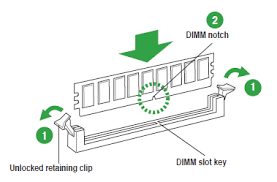 2
DIMM notch
1
1
Unlocked retaining clip
DIMM slot key